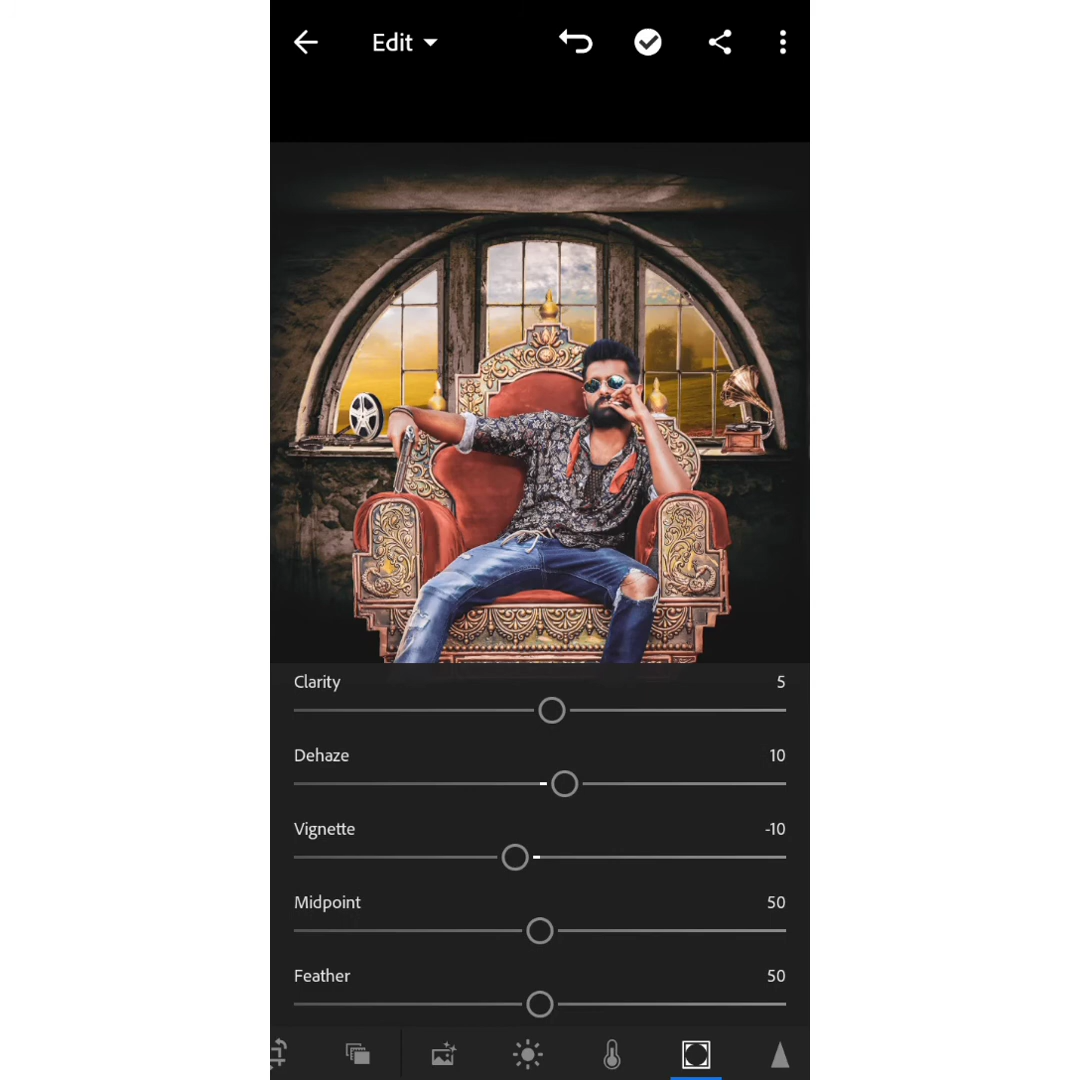 Edit
Clarity 5
Dehaze 10
Vignette -10
Midpoint 50
Feather 50